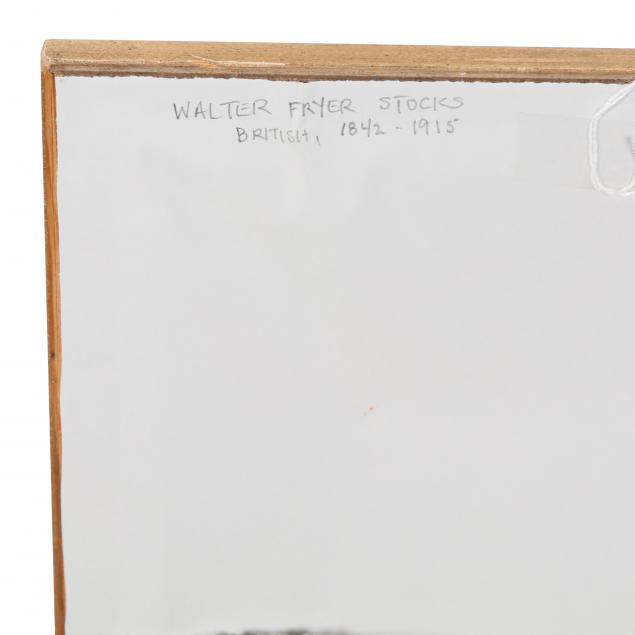 WALTER FRYER STOCKS
BRITISH, 1842 - 1915